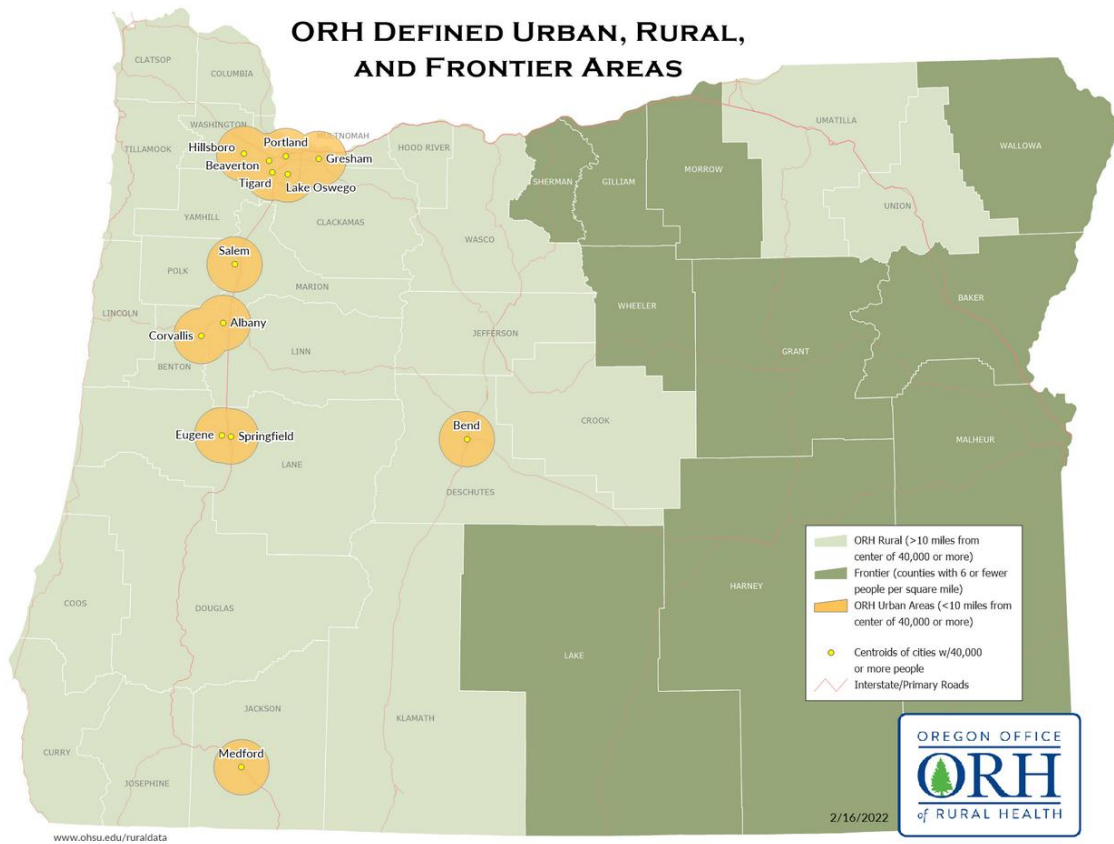 ORH DEFINED URBAN, RURAL,
AND FRONTIER AREAS
CLATSOP
COLUMBIA
WASHINGTON
MULTNOMAH
TILLAMOOK
Hillsboro
Portland
Beaverton
Gresham
Tigard
Lake Oswego
HOOD RIVER
UMATILLA
WALLOWA
SHERMAN
GILLIAM
MORROW
UNION
YAMHILL
CLACKAMAS
WASCO
Salem
POLK
MARION
LINCOLN
Albany
Corvallis
BENTON
LINN
JEFFERSON
WHEELER
GRANT
BAKER
Eugene
Springfield
LANE
Bend
CROOK
DESCHUTES
MALHEUR
COOS
DOUGLAS
HARNEY
LAKE
CURRY
JOSEPHINE
JACKSON
KLAMATH
Medford
ORH Rural (>10 miles from
center of 40,000 or more)
Frontier (counties with 6 or fewer
people per square mile)
ORH Urban Areas (<10 miles from
center of 40,000 or more)
Centroids of cities w/40,000
or more people
Interstate/Primary Roads
OREGON OFFICE
ORH
of RURAL HEALTH
2/16/2022
www.ohsu.edu/ruraldata